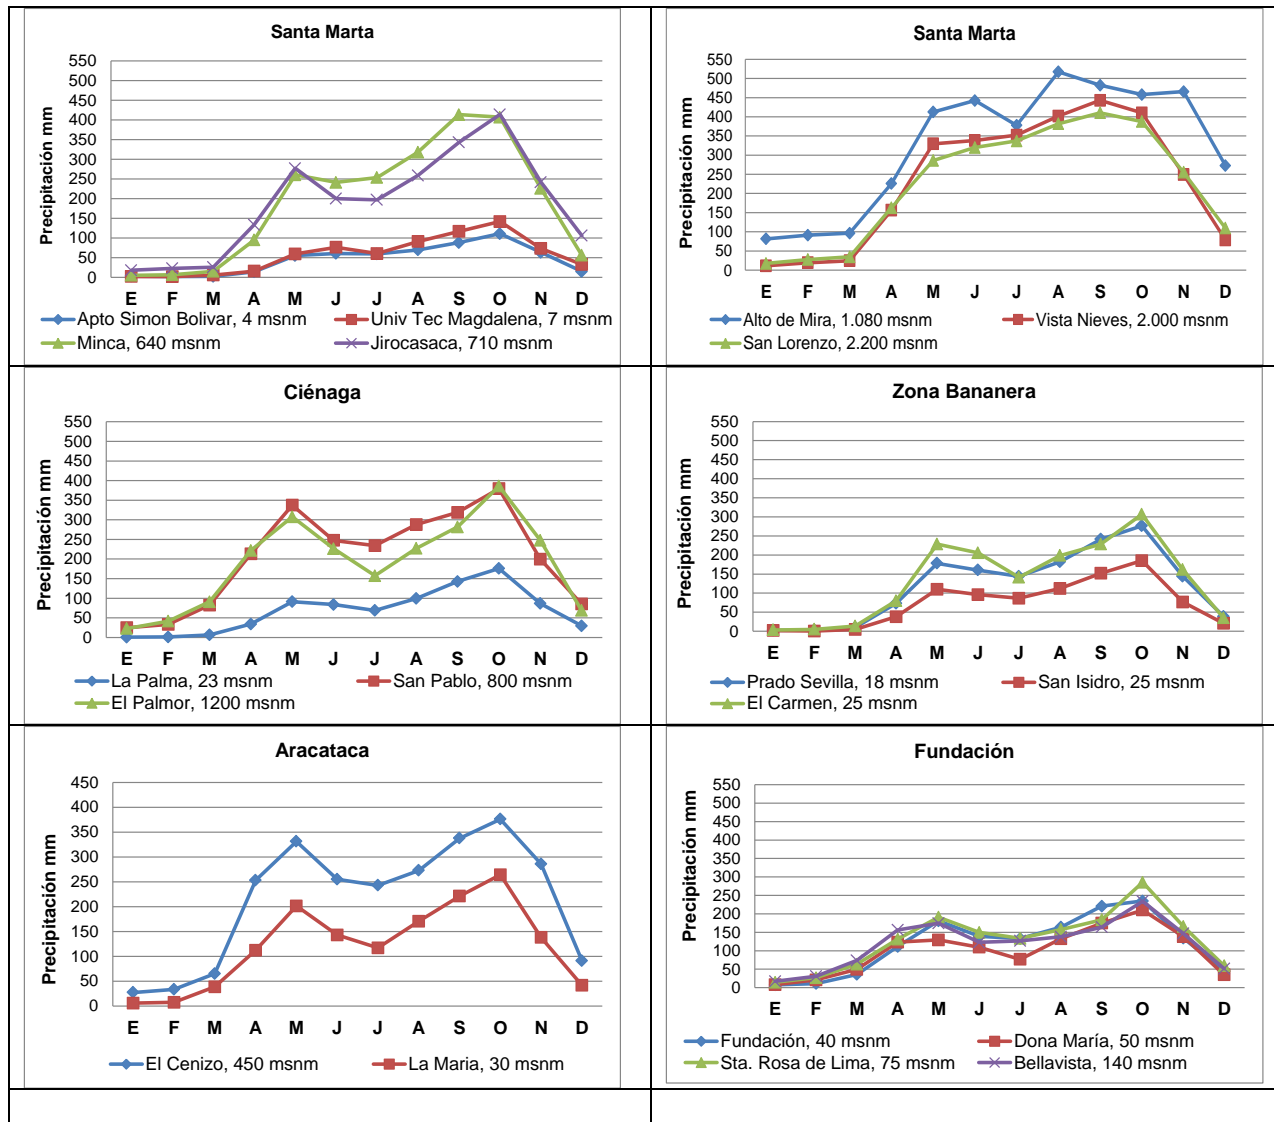 Santa Marta
Precipitación mm
550
500
450
400
350
300
250
200
150
100
50
0
E F M A M J J A S O N D
Apto Simon Bolivar, 4 msnm Univ Tec Magdalena, 7 msnm
Minca, 640 msnm Jirocasaca, 710 msnm
Santa Marta
Precipitación mm
550
500
450
400
350
300
250
200
150
100
50
0
E F M A M J J A S O N D
Alto de Mira, 1.080 msnm Vista Nieves, 2.000 msnm
San Lorenzo, 2.200 msnm
Ciénaga
Precipitación mm
550
500
450
400
350
300
250
200
150
100
50
0
E F M A M J J A S O N D
La Palma, 23 msnm San Pablo, 800 msnm
El Palmor, 1200 msnm
Zona Bananera
Precipitación mm
550
500
450
400
350
300
250
200
150
100
50
0
E F M A M J J A S O N D
Prado Sevilla, 18 msnm San Isidro, 25 msnm
El Carmen, 25 msnm
Aracataca
Precipitación mm
450
400
350
300
250
200
150
100
50
0
E F M A M J J A S O N D
El Cenizo, 450 msnm La Maria, 30 msnm
Fundación
Precipitación mm
550
500
450
400
350
300
250
200
150
100
50
0
E F M A M J J A S O N D
Fundación, 40 msnm Dona María, 50 msnm
Sta. Rosa de Lima, 75 msnm Bellavista, 140 msnm